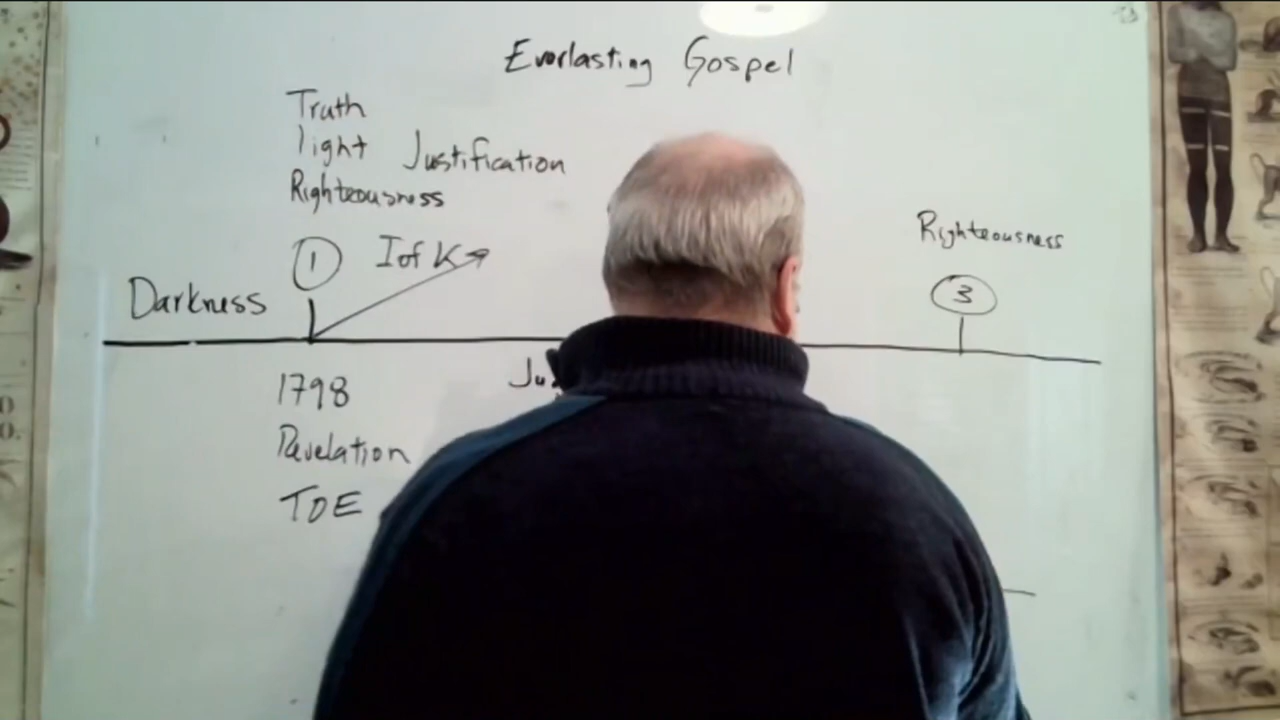 Everlasting Gospel
Truth
light Justification
Righteousness
1 I of K
Darkness
Righteousness
3
1798
Revelation
TOE